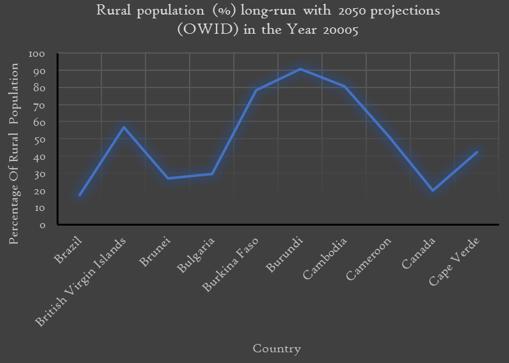 Rural population (%) long-run with 2050 projections
(OWID) in the Year 20005
Percentage Of Rural Population
100
90
80
70
60
50
40
30
20
10
0
Brazil
British Virgin Islands
Brunei
Bulgaria
Burkina Faso
Burundi
Cambodia
Cameroon
Canada
Cape Verde
Country